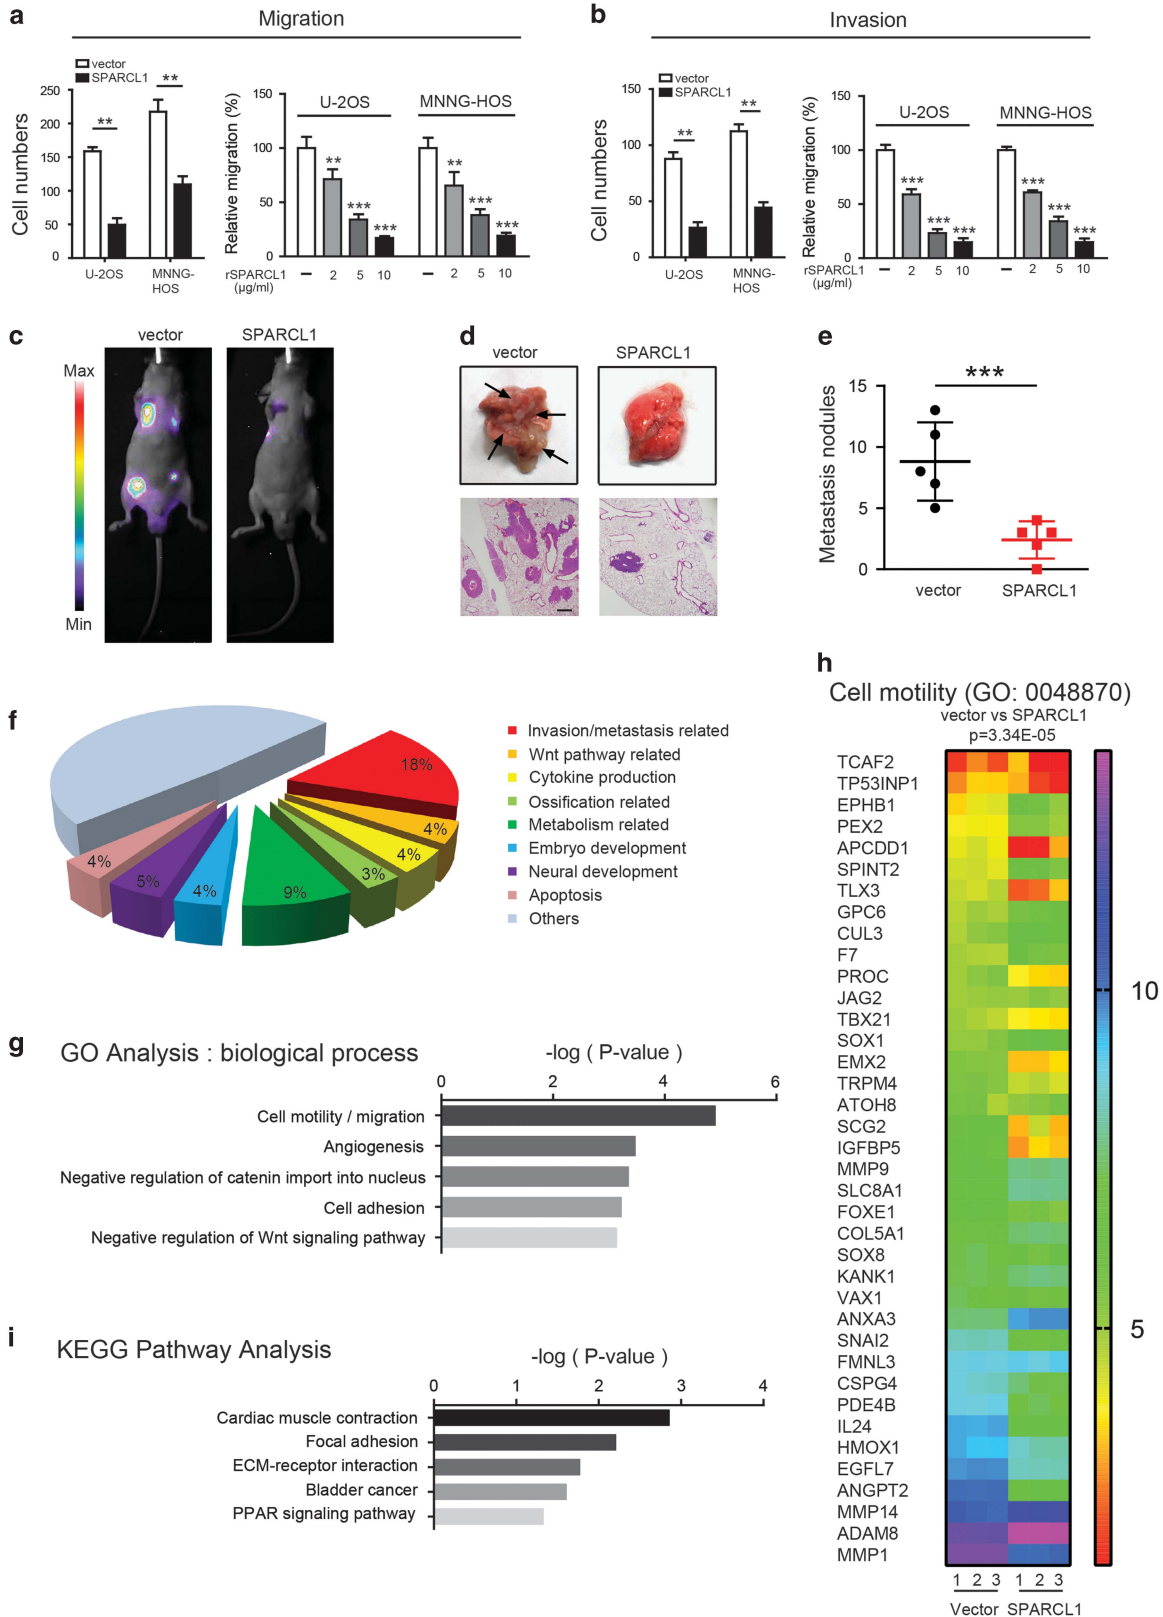 a
Migration
vector
SPARCL1
Cell numbers
250
200
150
100
50
0
**
**
U-2OS
MNNG-
HOS
Relative migration (%)
150
100
50
0
U-2OS
MNNG-HOS
**
***
***
**
***
***
rSPARCL1
(µg/ml)
–
2
5
10
–
2
5
10
b
Invasion
vector
SPARCL1
Cell numbers
150
100
50
0
**
**
U-2OS
MNNG-
HOS
Relative migration (%)
150
100
50
0
U-2OS
MNNG-HOS
***
***
***
***
***
***
rSPARCL1
(µg/ml)
–
2
5
10
–
2
5
10
c
vector
SPARCL1
Max
Min
d
vector
SPARCL1
e
Metastasis nodules
15
10
5
0
***
vector
SPARCL1
f
18%
4%
4%
3%
9%
4%
5%
4%
Invasion/metastasis related
Wnt pathway related
Cytokine production
Ossification related
Metabolism related
Embryo development
Neural development
Apoptosis
Others
g
GO Analysis : biological process
-log ( P-value )
0
2
4
6
Cell motility / migration
Angiogenesis
Negative regulation of catenin import into nucleus
Cell adhesion
Negative regulation of Wnt signaling pathway
i
KEGG Pathway Analysis
-log ( P-value )
0
1
2
3
4
Cardiac muscle contraction
Focal adhesion
ECM-receptor interaction
Bladder cancer
PPAR signaling pathway
h
Cell motility (GO: 0048870)
vector vs SPARCL1
p=3.34E-05
TCAF2
TP53INP1
EPHB1
PEX2
APCDD1
SPINT2
TLX3
GPC6
CUL3
F7
PROC
JAG2
TBX21
SOX1
EMX2
TRPM4
ATOH8
SCG2
IGFBP5
MMP9
SLC8A1
FOXE1
COL5A1
SOX8
KANK1
VAX1
ANXA3
SNAI2
FMNL3
CSPG4
PDE4B
IL24
HMOX1
EGFL7
ANGPT2
MMP14
ADAM8
MMP1
10
5
1 2 3 1 2 3
Vector SPARCL1